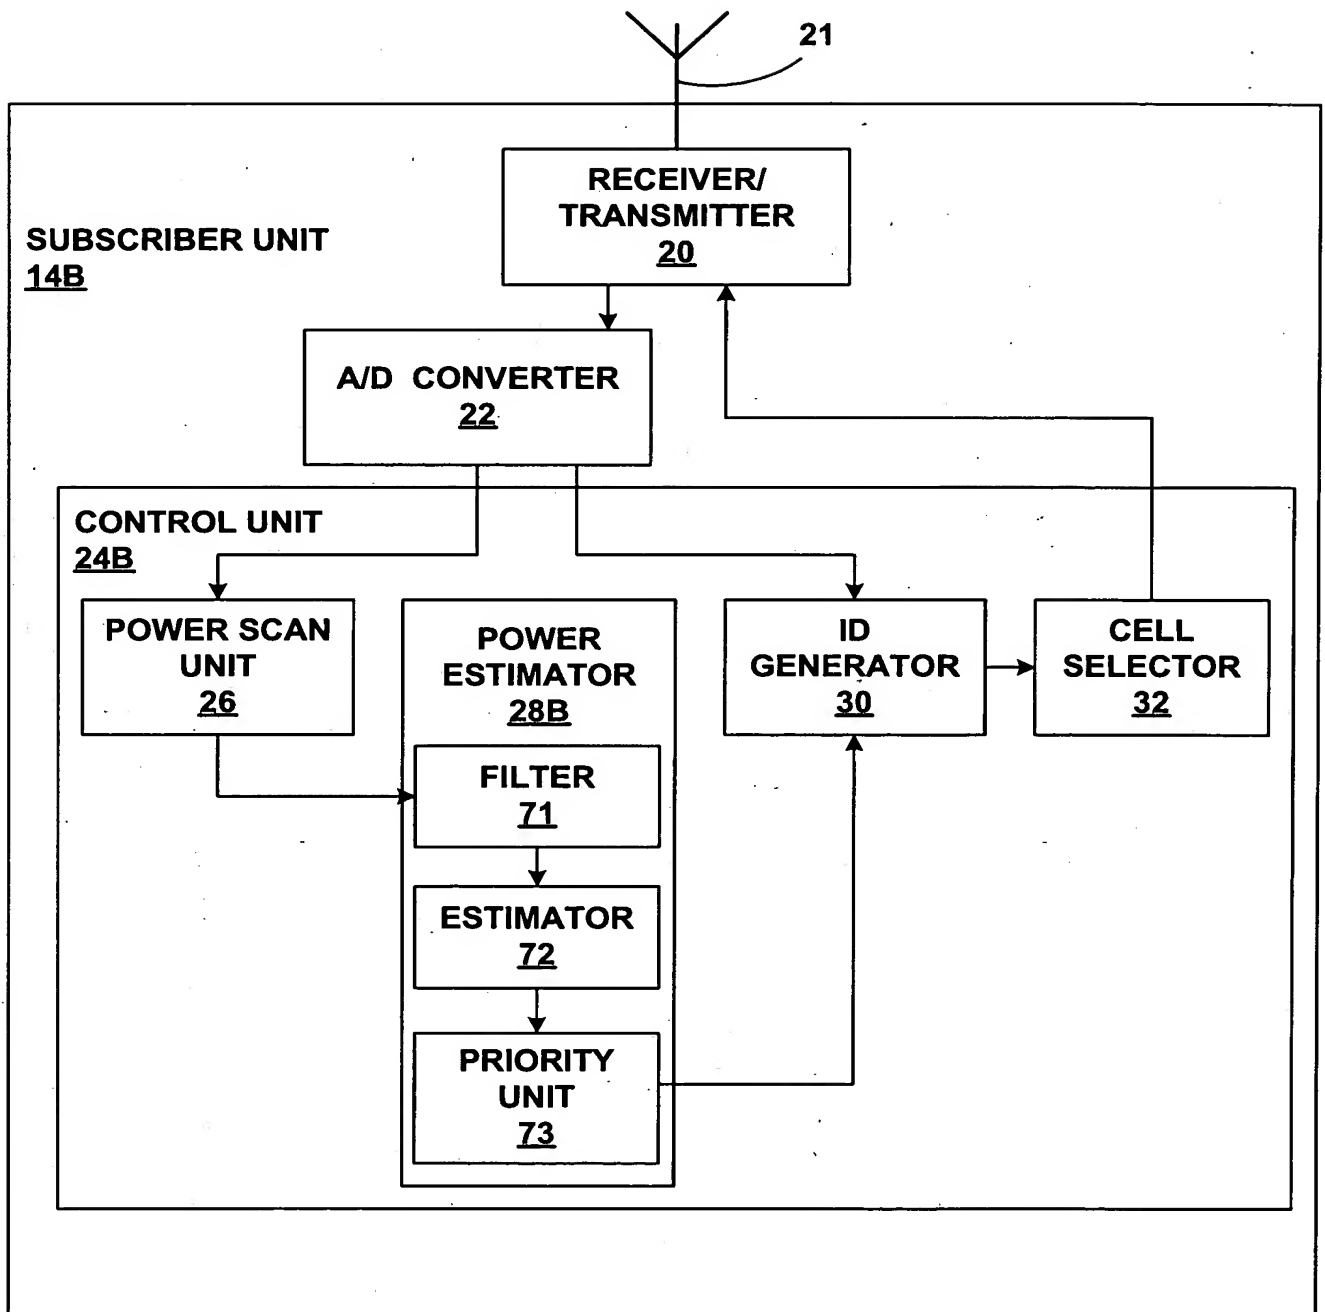 21
RECEIVER/
TRANSMITTER
20
SUBSCRIBER UNIT
14B
A/D CONVERTER
22
CONTROL UNIT
24B
POWER SCAN
UNIT
26
POWER
ESTIMATOR
28B
FILTER
71
ESTIMATOR
72
PRIORITY
UNIT
73
ID
GENERATOR
30
CELL
SELECTOR
32